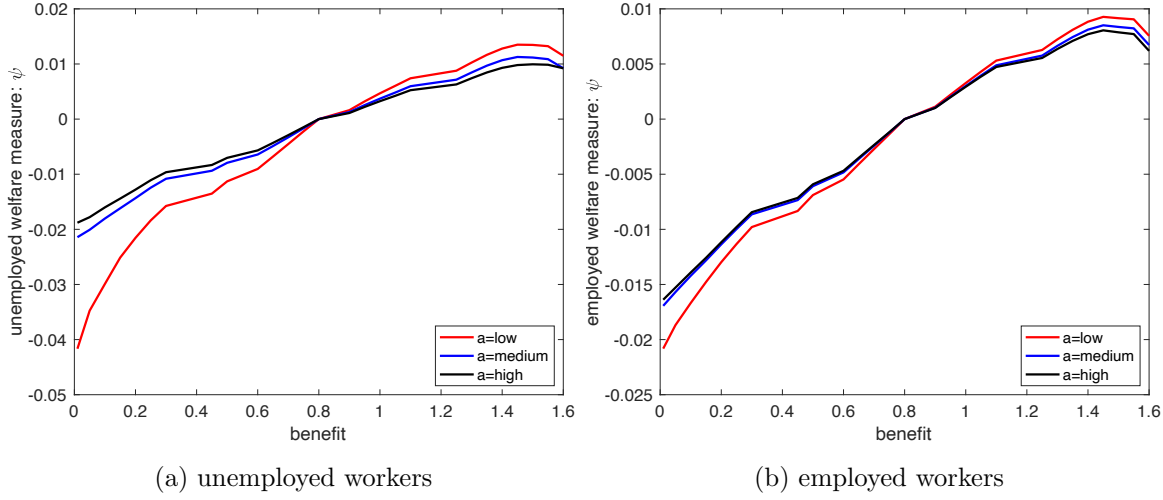 unemployed welfare measure: ψ
0.02
0.01
0
-0.01
-0.02
-0.03
-0.04
-0.05
0 0.2 0.4 0.6 0.8 1 1.2 1.4 1.6
benefit
a=low
a=medium
a=high
(a) unemployed workers
employed welfare measure: ψ
0.01
0.005
0
-0.005
-0.01
-0.015
-0.02
-0.025
0 0.2 0.4 0.6 0.8 1 1.2 1.4 1.6
benefit
a=low
a=medium
a=high
(b) employed workers